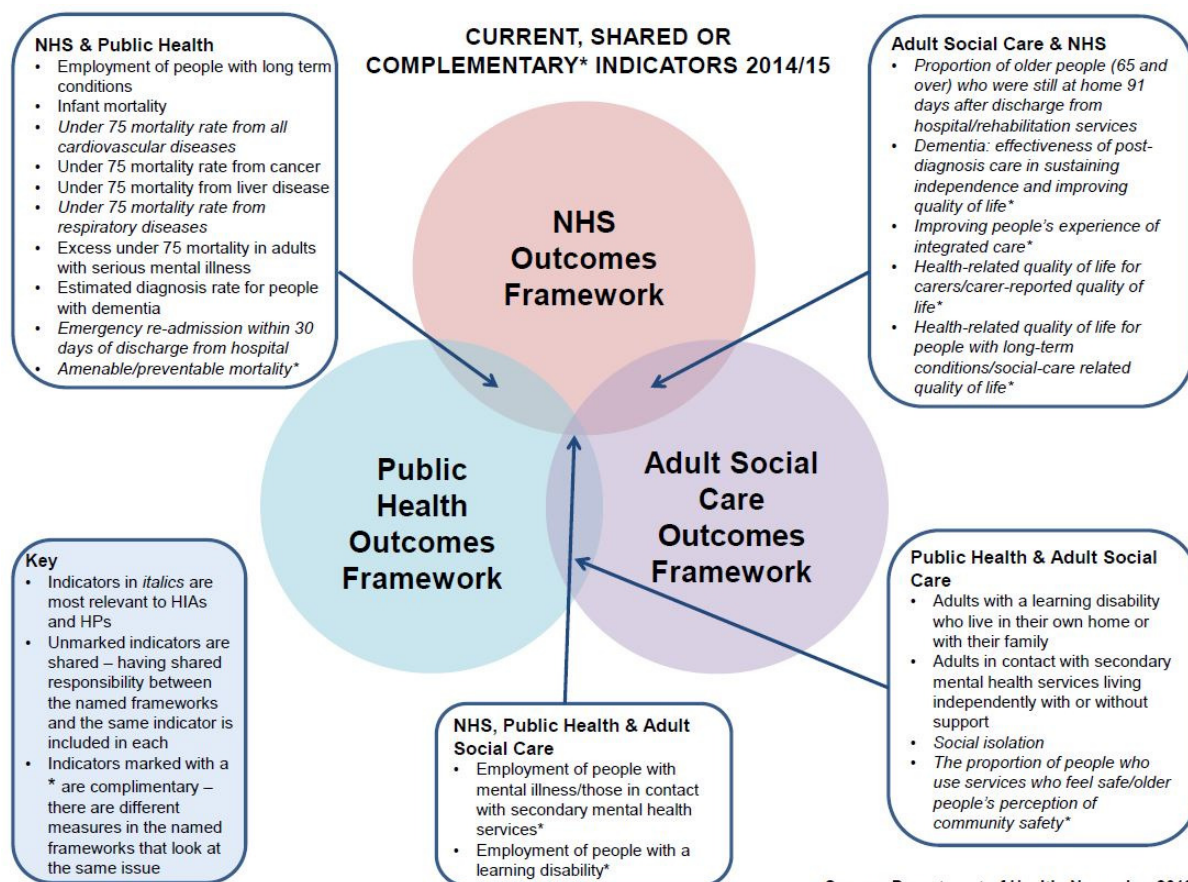 CURRENT, SHARED OR
COMPLEMENTARY* INDICATORS 2014/15
NHS & Public Health
• Employment of people with long term
conditions
• Infant mortality
• Under 75 mortality rate from all
cardiovascular diseases
• Under 75 mortality rate from cancer
• Under 75 mortality from liver disease
• Under 75 mortality rate from
respiratory diseases
• Excess under 75 mortality in adults
with serious mental illness
• Estimated diagnosis rate for people
with dementia
• Emergency re-admission within 30
days of discharge from hospital
• Amenable/preventable mortality*
Adult Social Care & NHS
• Proportion of older people (65 and
over) who were still at home 91
days after discharge from
hospital/rehabilitation services
• Dementia: effectiveness of post-
diagnosis care in sustaining
independence and improving
quality of life*
• Improving people's experience of
integrated care*
• Health-related quality of life for
carers/carer-reported quality of
life*
• Health-related quality of life for
people with long-term
conditions/social-care related
quality of life*
NHS
Outcomes
Framework
Public
Health
Outcomes
Framework
Adult Social
Care
Outcomes
Framework
Key
• Indicators in italics are
most relevant to HIAs
and HPs
• Unmarked indicators are
shared – having shared
responsibility between
the named frameworks
and the same indicator is
included in each
• Indicators marked with a
* are complimentary –
there are different
measures in the named
frameworks that look at
the same issue
NHS, Public Health & Adult
Social Care
• Employment of people with
mental illness/those in contact
with secondary mental health
services*
• Employment of people with a
learning disability*
Public Health & Adult Social
Care
• Adults with a learning disability
who live in their own home or
with their family
• Adults in contact with secondary
mental health services living
independently with or without
support
• Social isolation
• The proportion of people who
use services who feel safe/older
people's perception of
community safety*